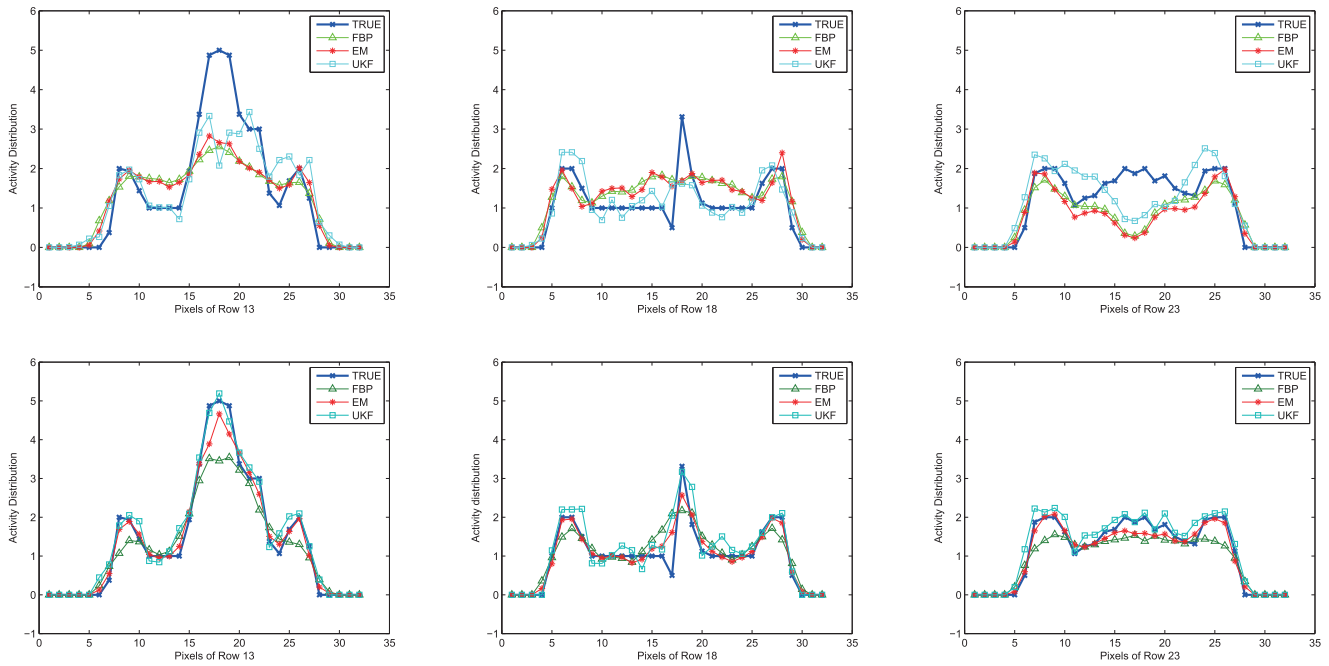 6
5
4
3
2
1
0
−1
Activity Distribution
TRUE
FBP
EM
UKF
0 5 10 15 20 25 30 35
Pixels of Row 13
6
5
4
3
2
1
0
−1
Activity Distribution
TRUE
FBP
EM
UKF
0 5 10 15 20 25 30 35
Pixels of Row 18
6
5
4
3
2
1
0
−1
Activity Distribution
TRUE
FBP
EM
UKF
0 5 10 15 20 25 30 35
Pixels of Row 23
6
5
4
3
2
1
0
−1
Activity Distribution
TRUE
FBP
EM
UKF
0 5 10 15 20 25 30 35
Pixels of Row 13
6
5
4
3
2
1
0
−1
Activity distribution
TRUE
FBP
EM
UKF
0 5 10 15 20 25 30 35
Pixels of Row 18
6
5
4
3
2
1
0
−1
Activity Distribution
TRUE
FBP
EM
UKF
0 5 10 15 20 25 30 35
Pixels of Row 23